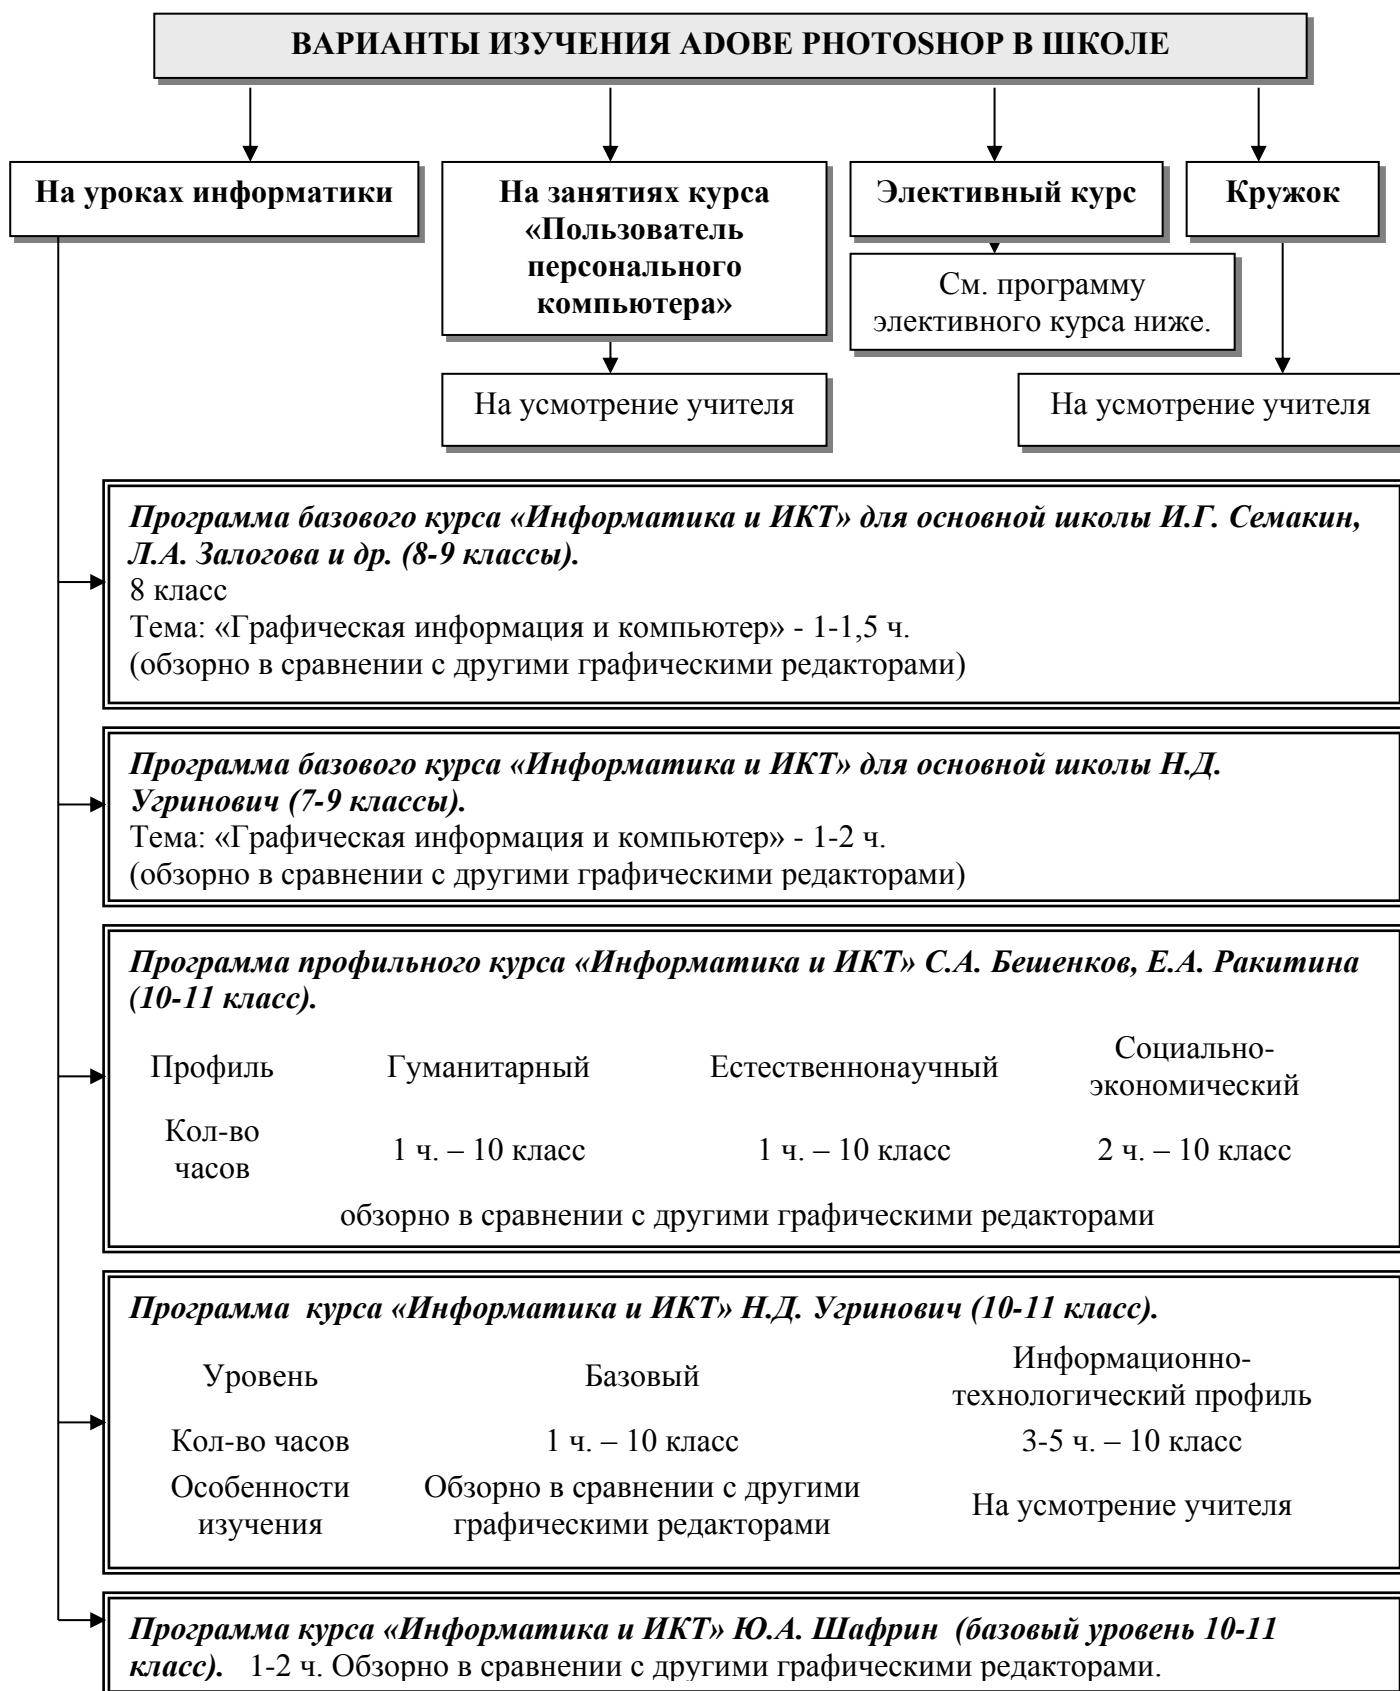 ВАРИАНТЫ ИЗУЧЕНИЯ ADOBE PHOTOSHOP В ШКОЛЕ
На уроках информатики
На занятиях курса
«Пользователь
персонального
компьютера»
Элективный курс
Кружок
См. программу
элективного курса ниже.
На усмотрение учителя
На усмотрение учителя
Программа базового курса «Информатика и ИКТ» для основной школы И.Г. Семакин,
Л.А. Залогова и др. (8-9 классы).
8 класс
Тема: «Графическая информация и компьютер» - 1-1,5 ч.
(обзорно в сравнении с другими графическими редакторами)
Программа базового курса «Информатика и ИКТ» для основной школы Н.Д.
Угринович (7-9 классы).
Тема: «Графическая информация и компьютер» - 1-2 ч.
(обзорно в сравнении с другими графическими редакторами)
Программа профильного курса «Информатика и ИКТ» С.А. Бешенков, Е.А. Ракитина
(10-11 класс).
Профиль
Гуманитарный
Естественнонаучный
Социально-
экономический
Кол-во
часов
1 ч. – 10 класс
1 ч. – 10 класс
2 ч. – 10 класс
обзорно в сравнении с другими графическими редакторами
Программа  курса «Информатика и ИКТ» Н.Д. Угринович (10-11 класс).
Уровень
Базовый
Информационно-
технологический профиль
Кол-во часов
1 ч. – 10 класс
3-5 ч. – 10 класс
Особенности
изучения
Обзорно в сравнении с другими
графическими редакторами
На усмотрение учителя
Программа курса «Информатика и ИКТ» Ю.А. Шафрин  (базовый уровень 10-11
класс).   1-2 ч. Обзорно в сравнении с другими графическими редакторами.